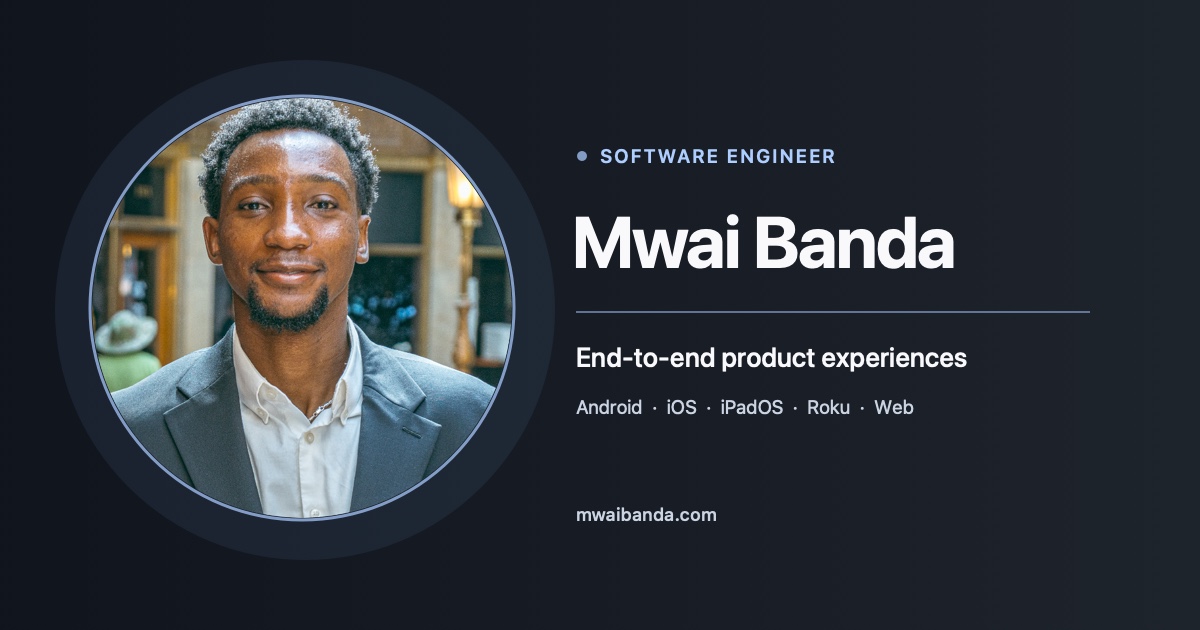 SOFTWARE ENGINEER
Mwai Banda
End-to-end product experiences
Android · iOS · iPadOS · Roku · Web
mwaibanda.com